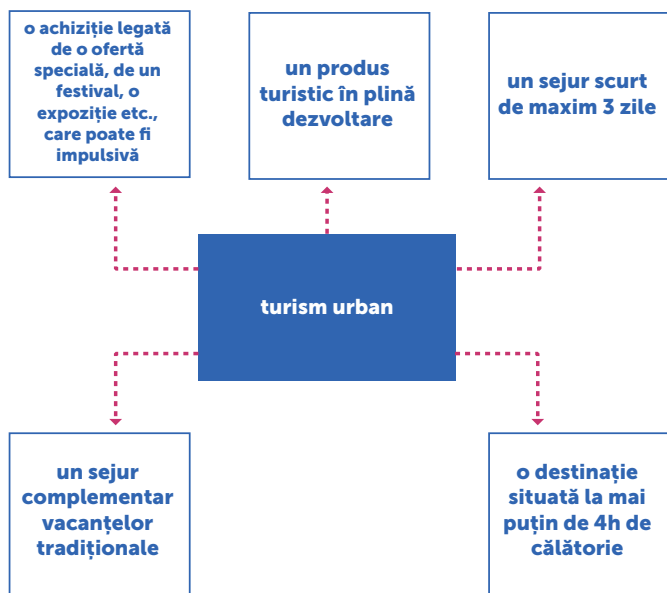 o achiziție legată
de o ofertă
specială, de un
festival, o
expoziție etc.,
care poate fi
impulsivă
un produs
turistic în plină
dezvoltare
un sejur scurt
de maxim 3 zile
turism urban
un sejur
complementar
vacanțelor
tradiționale
o destinație
situată la mai
puțin de 4h de
călătorie